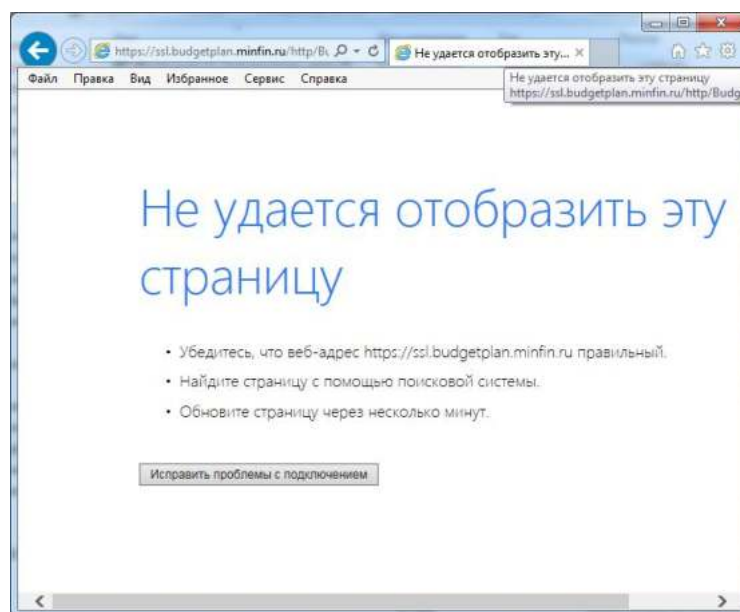 https://ssl.budgetplan.minfin.ru/http/Bu
Не удается отобразить эту...
Файл Правка Вид Избранное Сервис Справка
Не удается отобразить эту страницу
https://ssl.budgetplan.minfin.ru/http/Budg
Не удается отобразить эту
страницу
• Убедитесь, что веб-адрес https://ssl.budgetplan.minfin.ru правильный.
• Найдите страницу с помощью поисковой системы.
• Обновите страницу через несколько минут.
Исправить проблемы с подключением